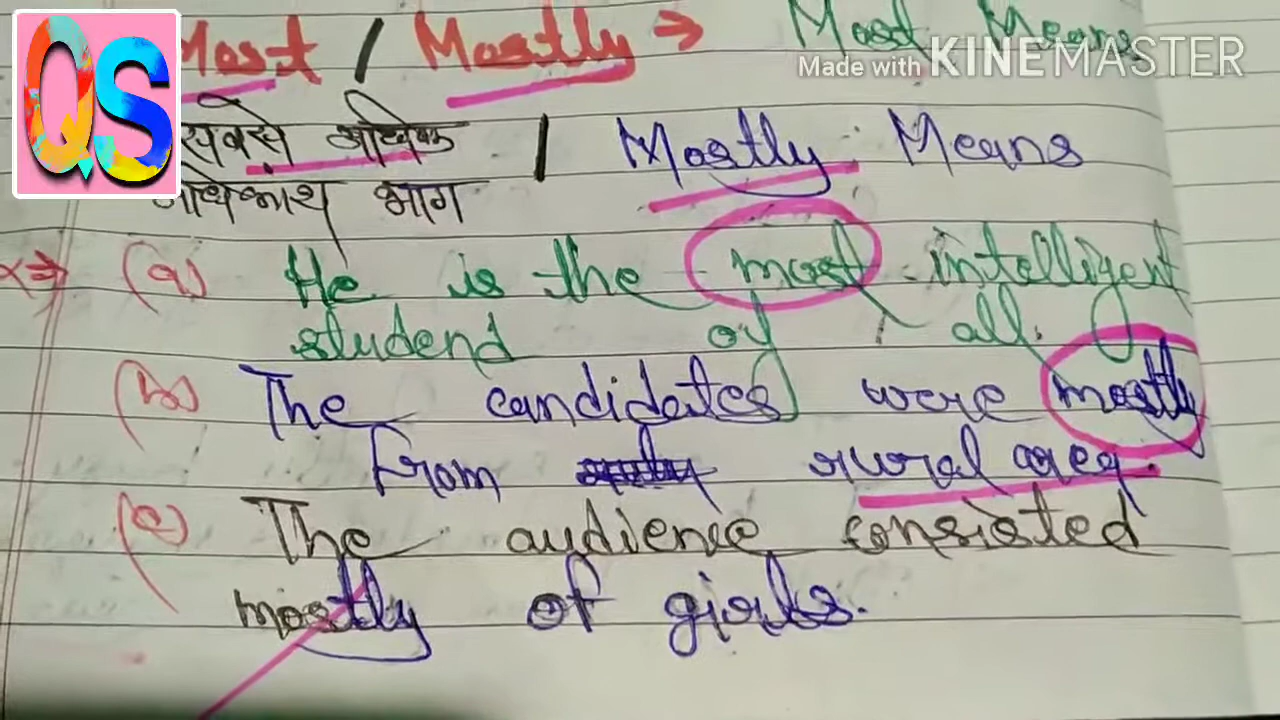 QS
Most / Mostly → Most Means
Made with KINEMASTER
सबसे अधिक / Mostly Means
अधिकांश भाग
(a) He is the most intelligent
studend of all.
(b) The candidates were mostly
from rural area.
(c) The audience consisted
mostly of girls.